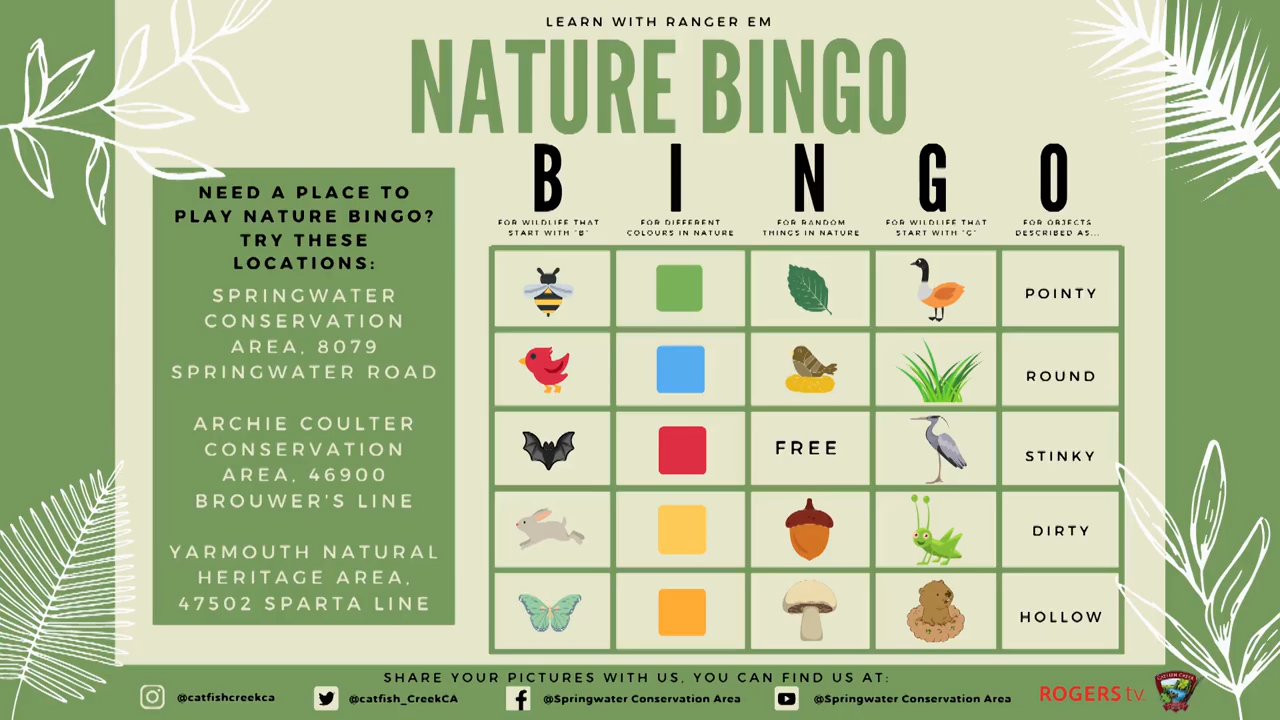 LEARN WITH RANGER EM
NATURE BINGO
B I N G O
FOR WILDLIFE THAT
START WITH "B"
FOR DIFFERENT
COLOURS IN NATURE
FOR RANDOM
THINGS IN NATURE
FOR WILDLIFE THAT
START WITH "G"
FOR OBJECTS
DESCRIBED AS...
NEED A PLACE TO
PLAY NATURE BINGO?
TRY THESE
LOCATIONS:
SPRINGWATER
CONSERVATION
AREA, 8079
SPRINGWATER ROAD
ARCHIE COULTER
CONSERVATION
AREA, 46900
BROUWER'S LINE
YARMOUTH NATURAL
HERITAGE AREA,
47502 SPARTA LINE
POINTY
ROUND
FREE
STINKY
DIRTY
HOLLOW
SHARE YOUR PICTURES WITH US, YOU CAN FIND US AT:
@catfishcreekca
@catfish_CreekCA
@Springwater Conservation Area
@Springwater Conservation Area
ROGERS tv.
CATFISH CREEK